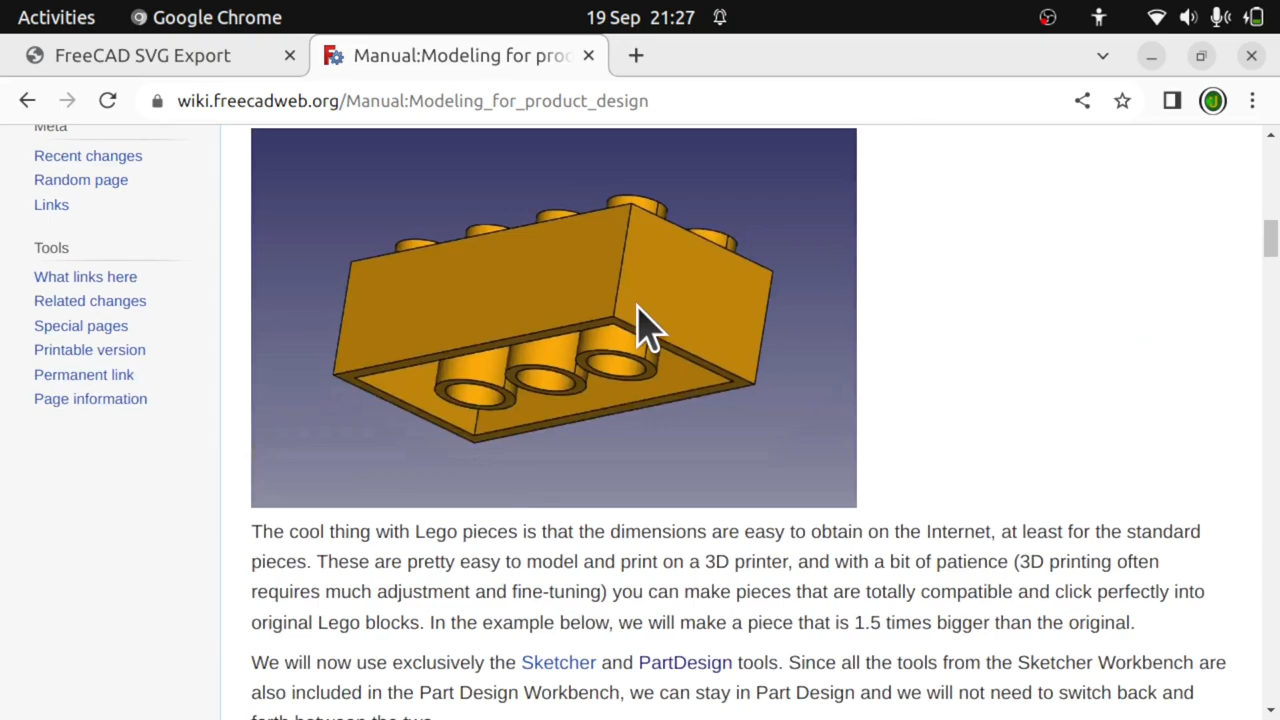 Activities
Google Chrome
19 Sep 21:27
FreeCAD SVG Export
Manual:Modeling for proc
wiki.freecadweb.org/Manual:Modeling_for_product_design
Meta
Recent changes
Random page
Links
Tools
What links here
Related changes
Special pages
Printable version
Permanent link
Page information
The cool thing with Lego pieces is that the dimensions are easy to obtain on the Internet, at least for the standard
pieces. These are pretty easy to model and print on a 3D printer, and with a bit of patience (3D printing often
requires much adjustment and fine-tuning) you can make pieces that are totally compatible and click perfectly into
original Lego blocks. In the example below, we will make a piece that is 1.5 times bigger than the original.
We will now use exclusively the Sketcher and PartDesign tools. Since all the tools from the Sketcher Workbench are
also included in the Part Design Workbench, we can stay in Part Design and we will not need to switch back and
forth between the two.